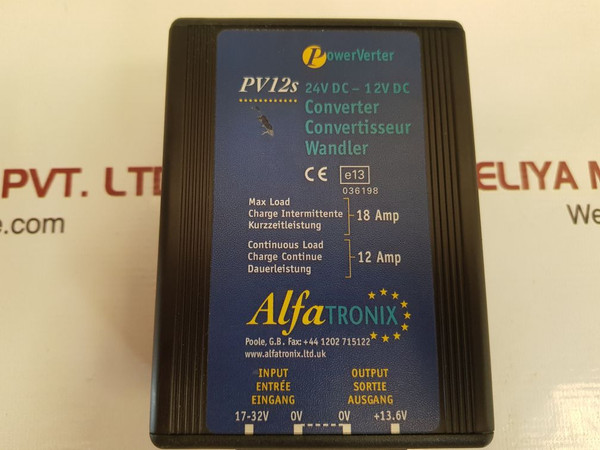 PowerVerter
PV12s 24V DC – 12V DC
Converter
Convertisseur
Wandler
CE e13
036198
Max Load
Charge Intermittente
Kurzzeitleistung
18 Amp
Continuous Load
Charge Continue
Dauerleistung
12 Amp
AlfaTRONIX
Poole, G.B. Fax: +44 1202 715122
www.alfatronix.ltd.uk
INPUT OUTPUT
ENTRÉE SORTIE
EINGANG AUSGANG
17-32V 0V 0V +13.6V
PVT. LTD
ELIYA M
e.com
We